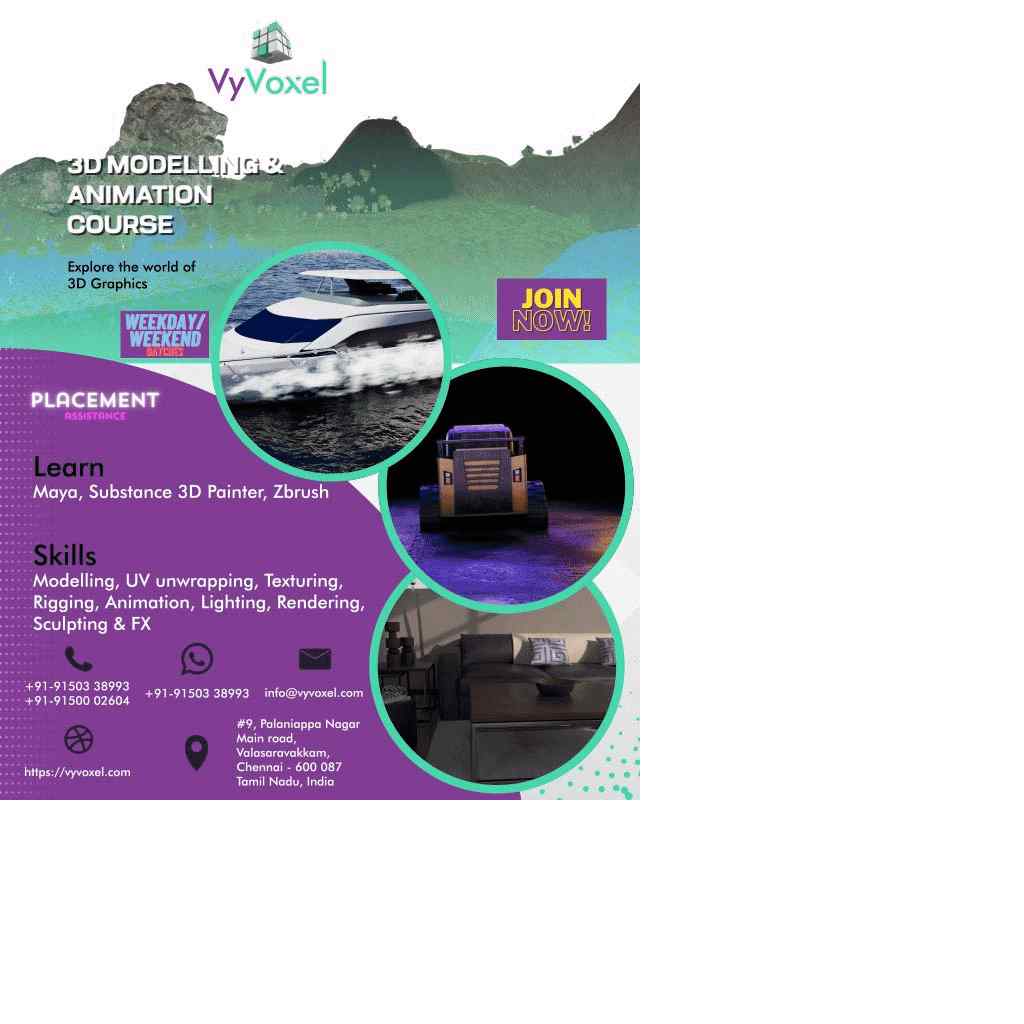 VyVoxel
3D MODELLING &
ANIMATION
COURSE
Explore the world of
3D Graphics
WEEKDAY/
WEEKEND
BATCHES
JOIN
NOW!
PLACEMENT
ASSISTANCE
Learn
Maya, Substance 3D Painter, Zbrush
Skills
Modelling, UV unwrapping, Texturing,
Rigging, Animation, Lighting, Rendering,
Sculpting & FX
+91-91503 38993
+91-91500 02604
+91-91503 38993
info@vyvoxel.com
https://vyvoxel.com
#9, Palaniappa Nagar
Main road,
Valasaravakkam,
Chennai - 600 087
Tamil Nadu, India